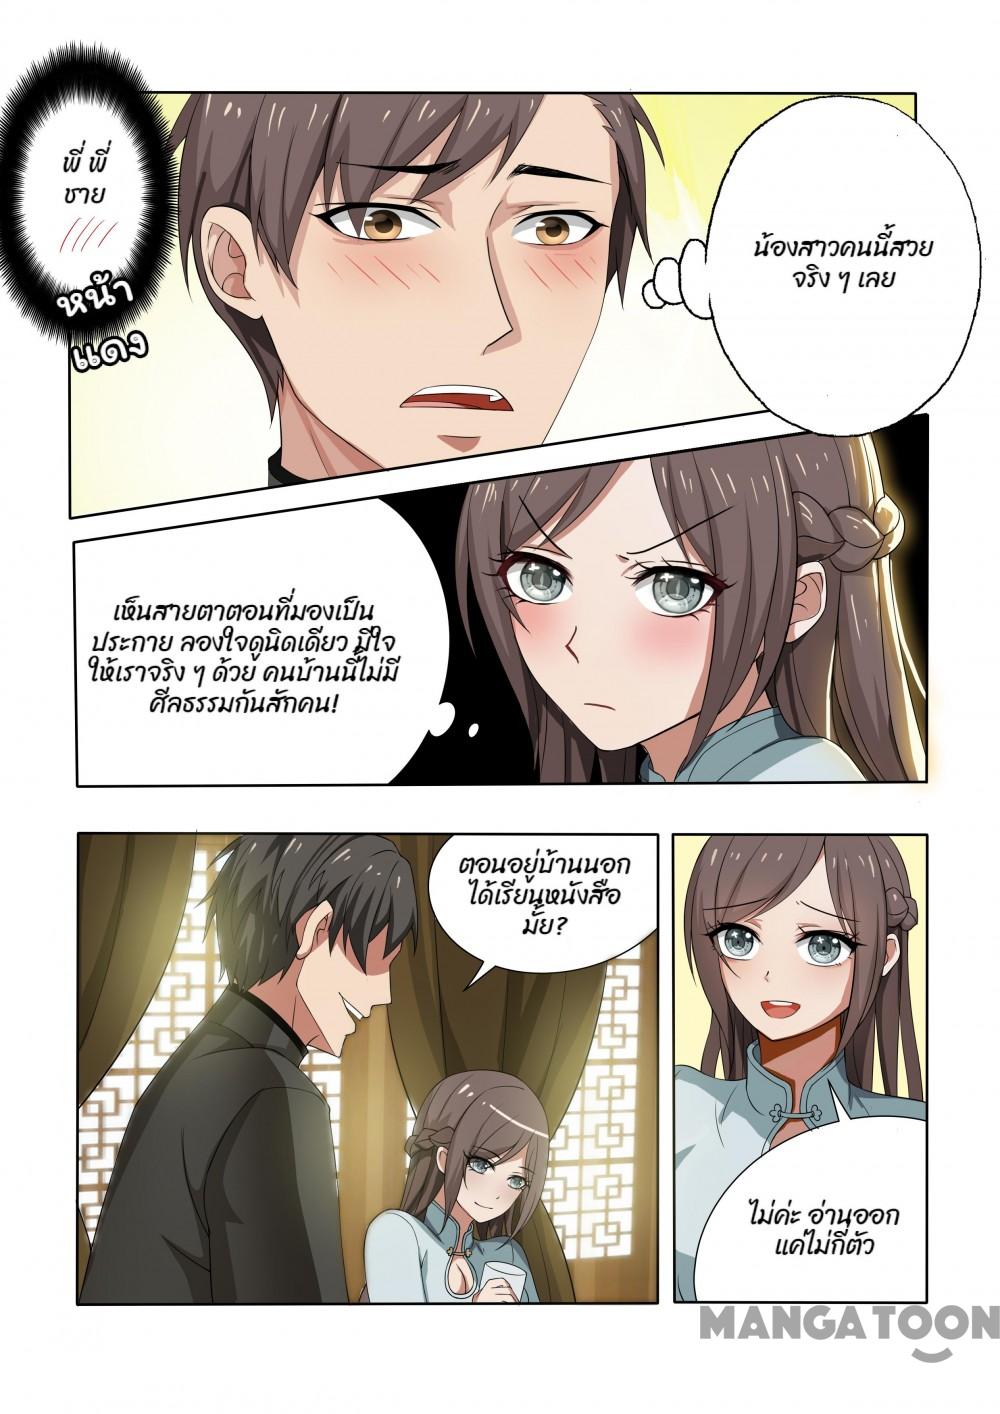 พี่ พี่
ชาย
หน้า
แดง
น้องสาวคนนี้สวย
จริง ๆ เลย
เห็นสายตาตอนที่มองเป็น
ประกาย ลองใจดูนิดเดียว มีใจ
ให้เราจริง ๆ ด้วย คนบ้านนี้ไม่มี
ศีลธรรมกันสักคน!
ตอนอยู่บ้านนอก
ได้เรียนหนังสือ
มั้ย?
ไม่ค่ะ อ่านออก
แค่ไม่กี่ตัว
MANGATOON